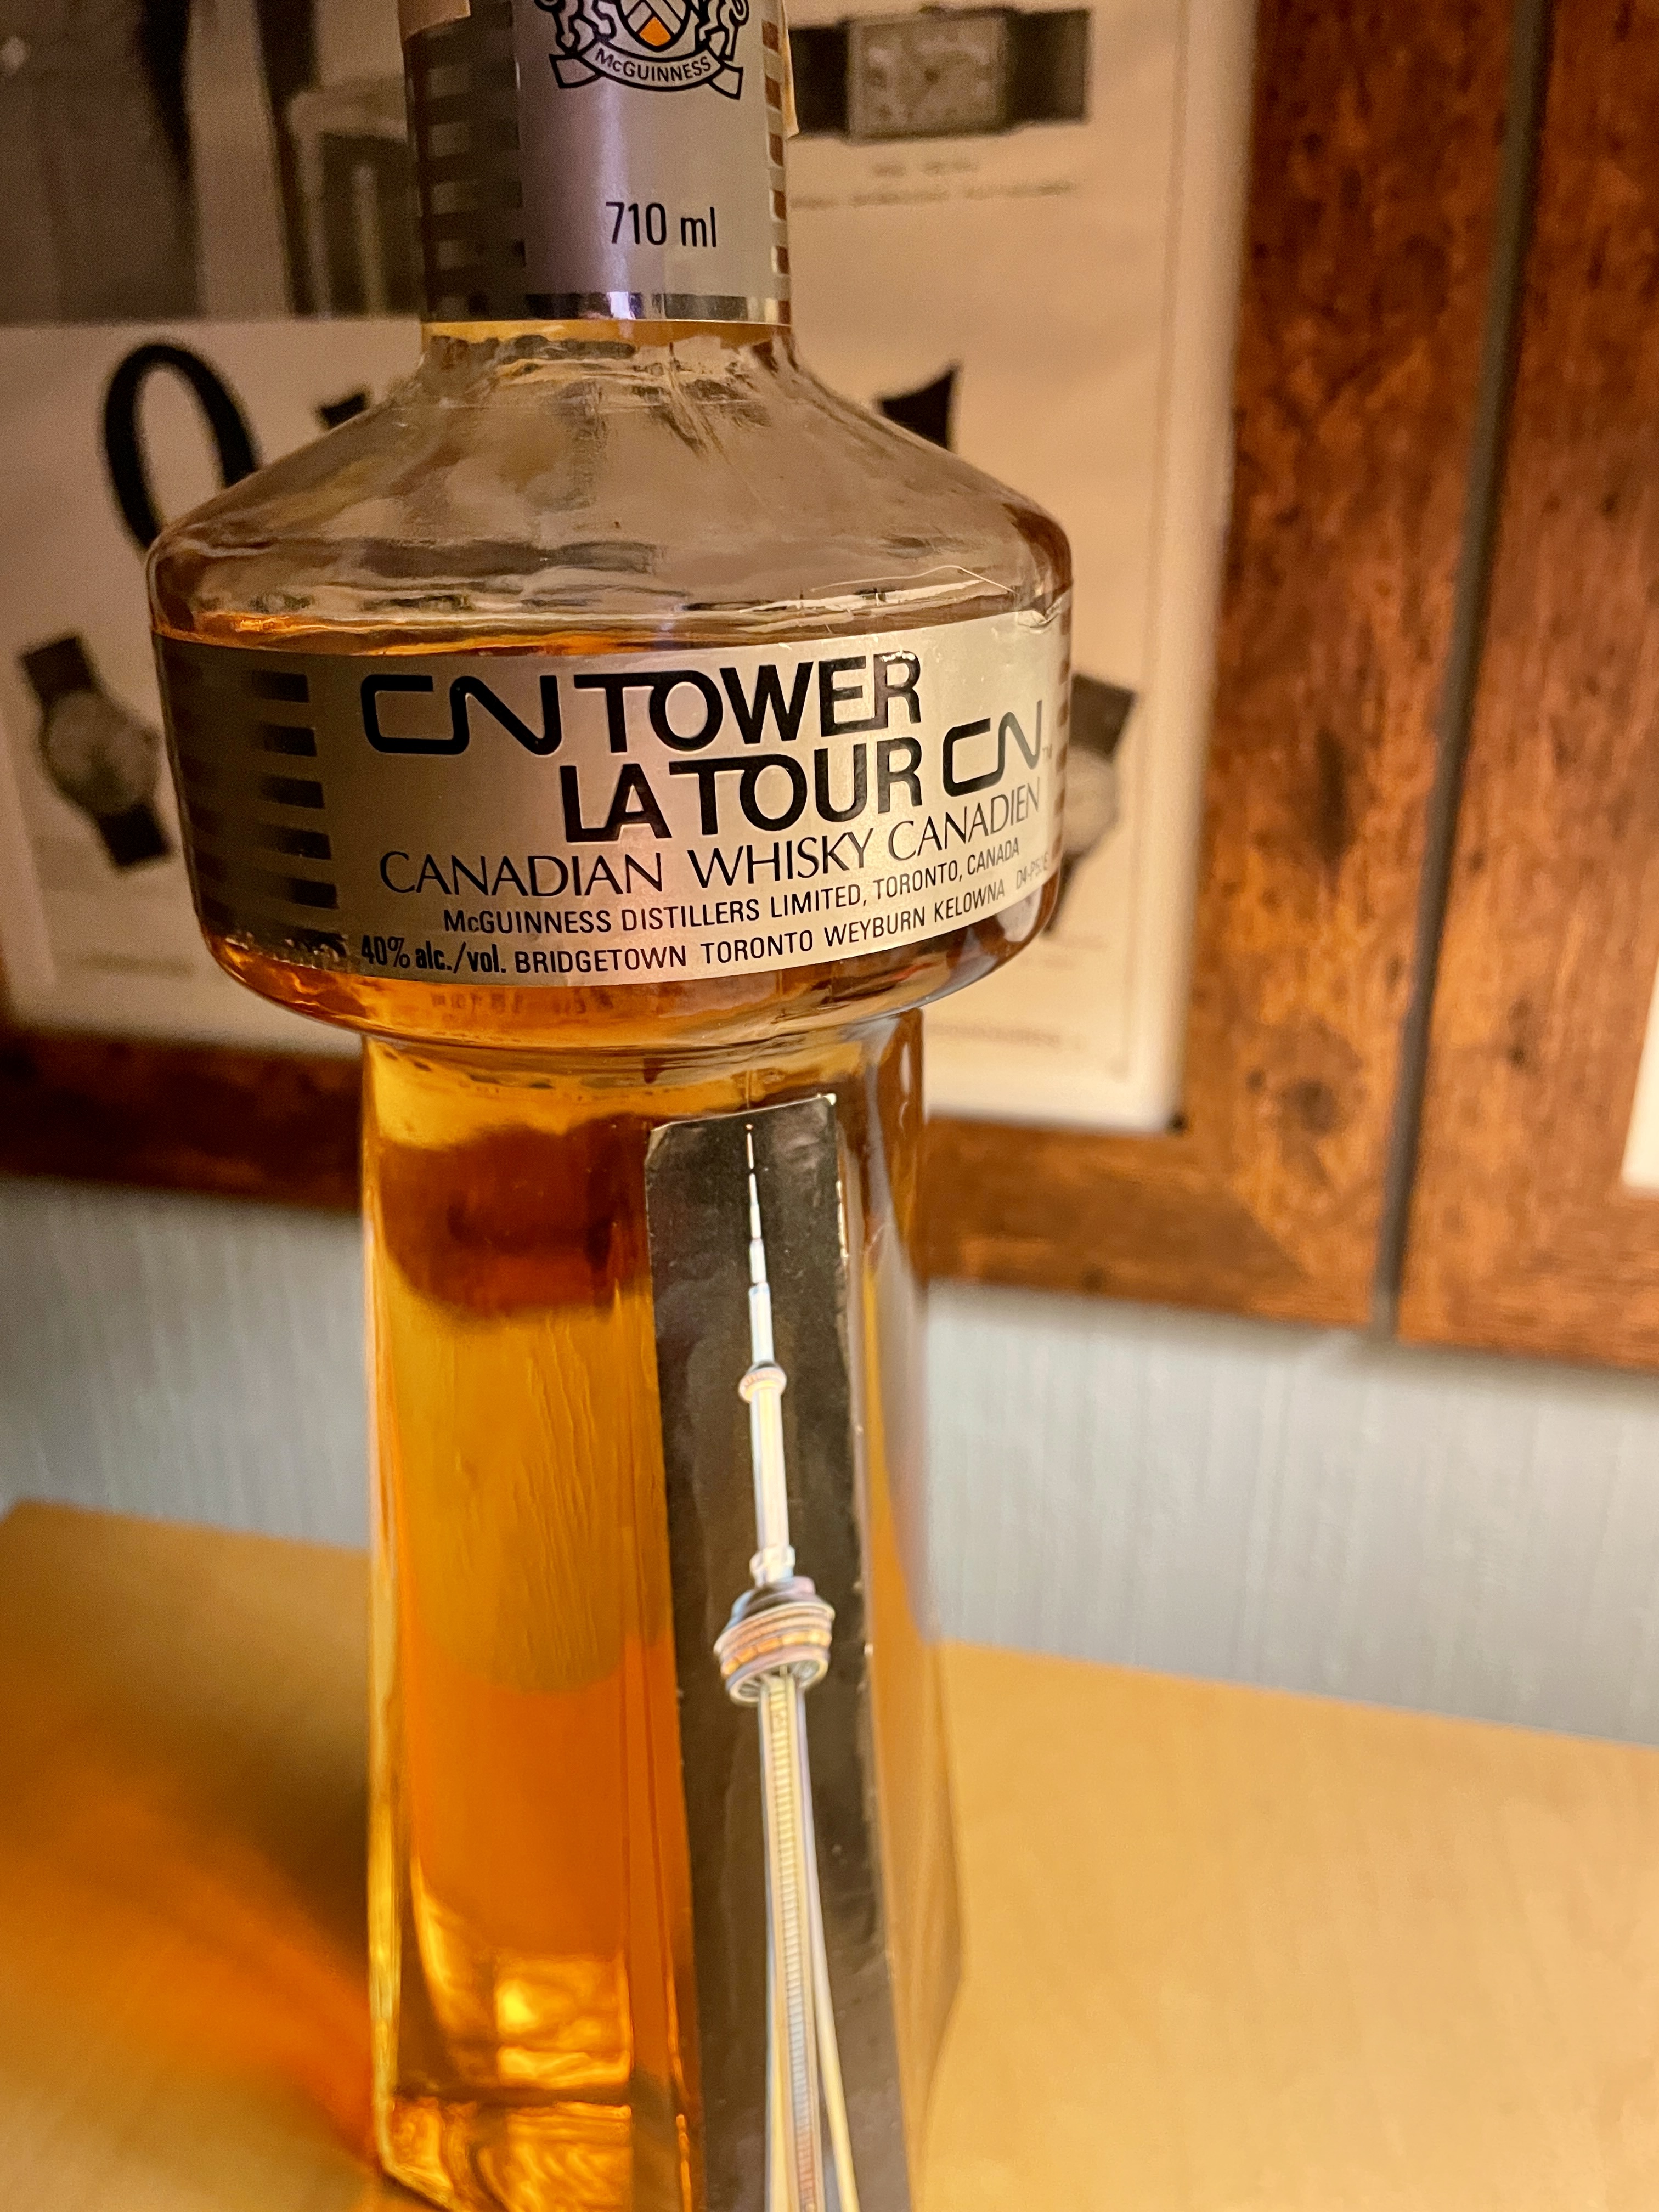 McGUINNESS
710 ml
CN TOWER
LA TOUR CN
CANADIAN WHISKY CANADIEN
McGUINNESS DISTILLERS LIMITED, TORONTO, CANADA
40% alc./vol. BRIDGETOWN TORONTO WEYBURN KELOWNA